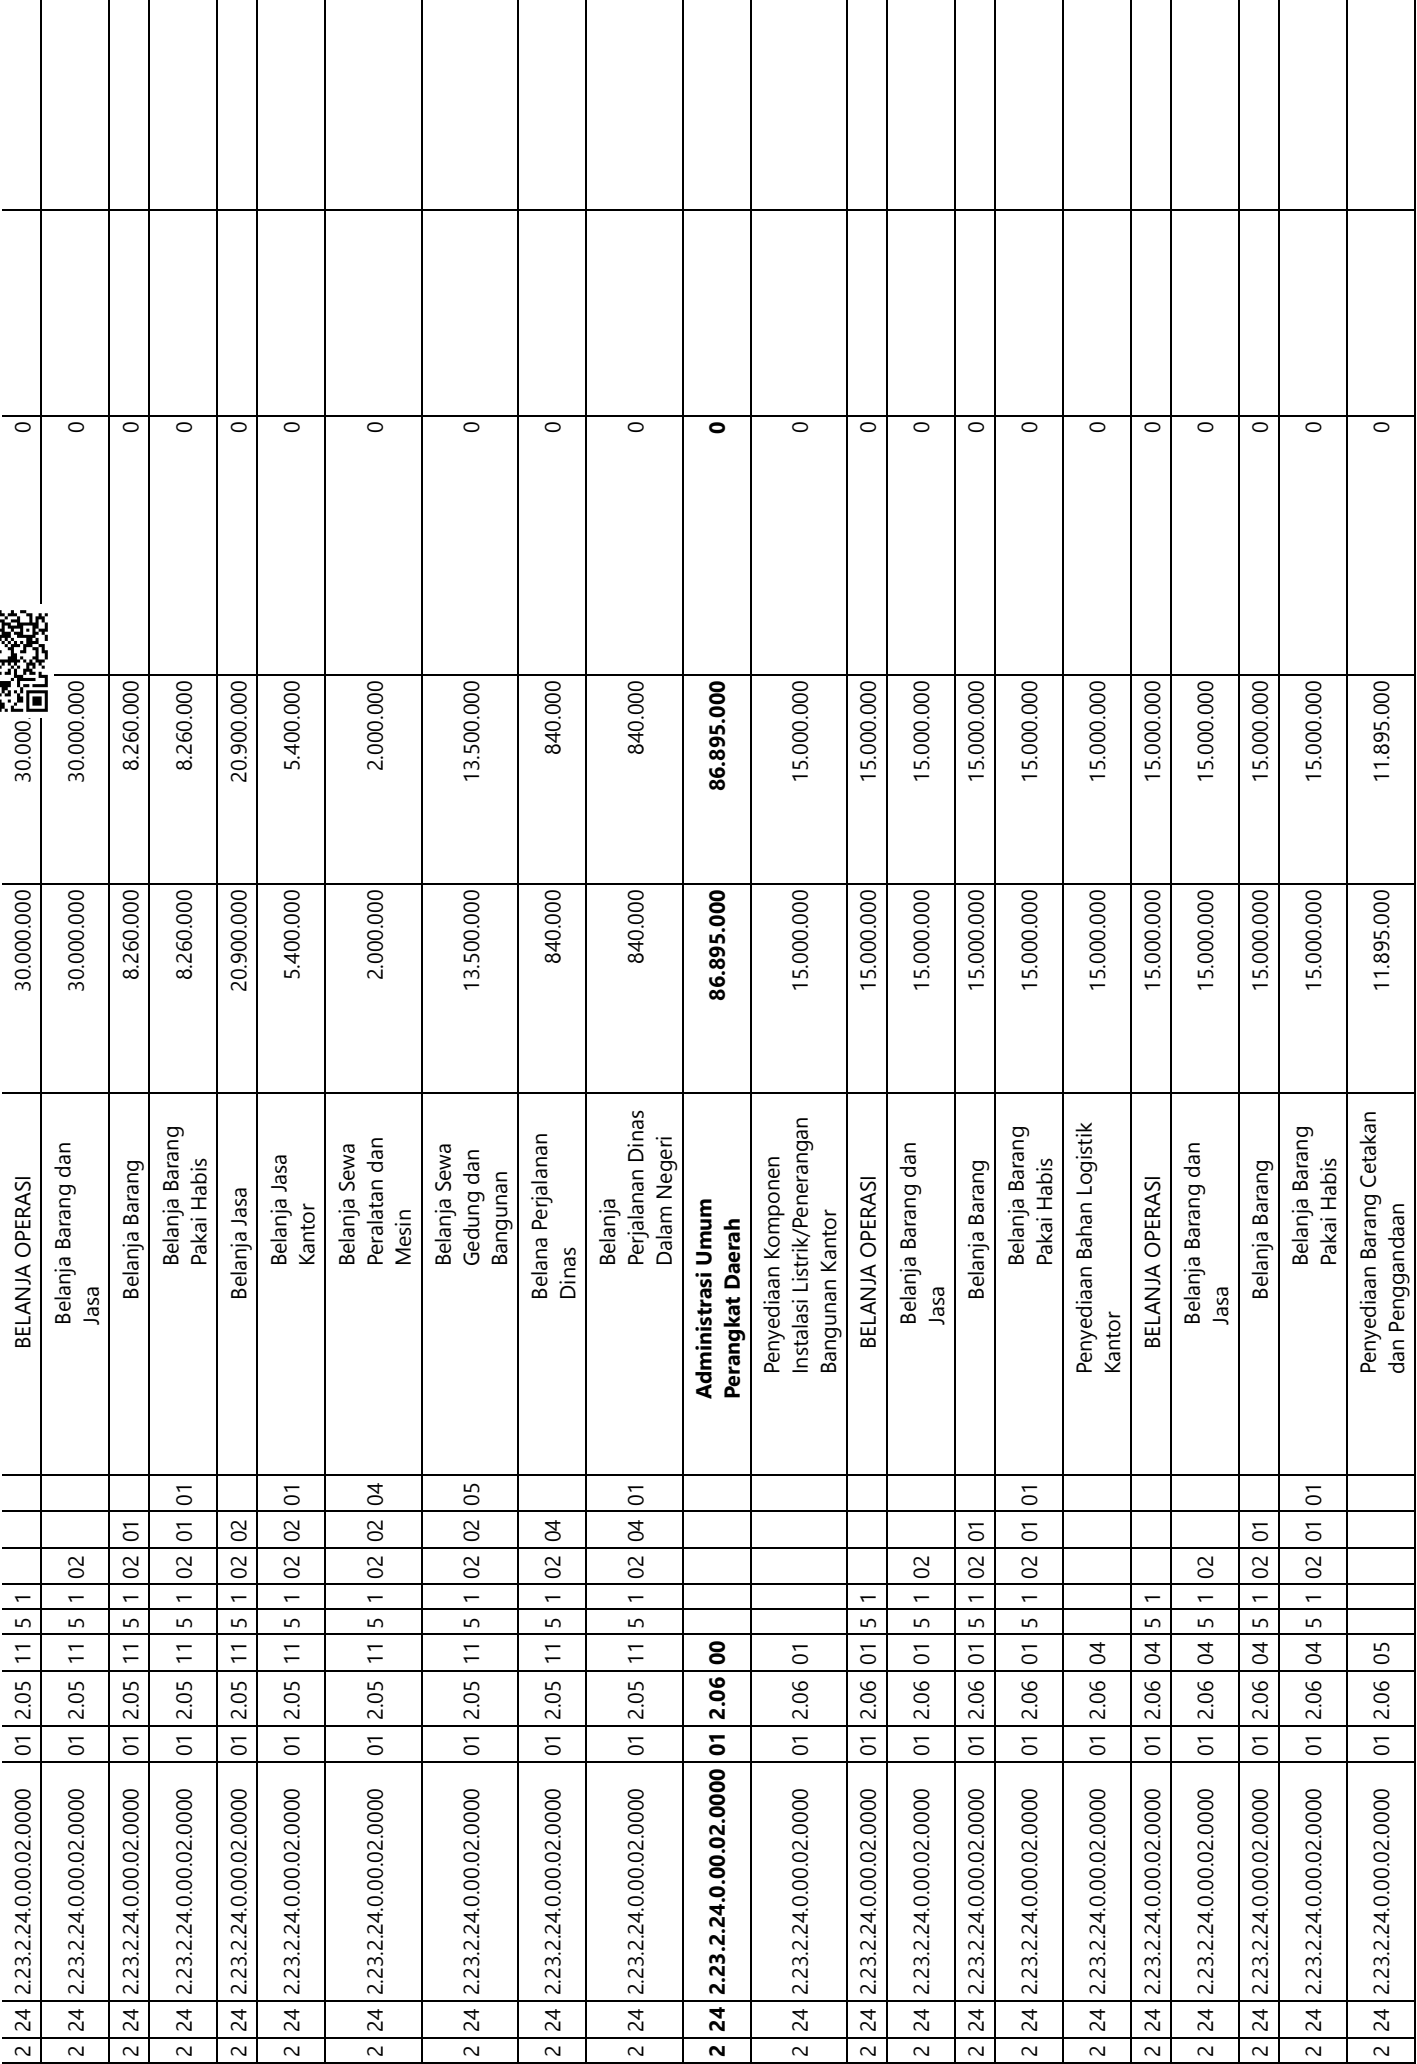 2 24 2.23.2.24.0.00.02.0000 01 2.05 11 5 1 BELANJA OPERASI 30.000.000 30.000. 0
2 24 2.23.2.24.0.00.02.0000 01 2.05 11 5 1 02 Belanja Barang dan
Jasa 30.000.000 30.000.000 0
2 24 2.23.2.24.0.00.02.0000 01 2.05 11 5 1 02 01 Belanja Barang 8.260.000 8.260.000 0
2 24 2.23.2.24.0.00.02.0000 01 2.05 11 5 1 02 01 01 Belanja Barang
Pakai Habis 8.260.000 8.260.000 0
2 24 2.23.2.24.0.00.02.0000 01 2.05 11 5 1 02 02 Belanja Jasa 20.900.000 20.900.000 0
2 24 2.23.2.24.0.00.02.0000 01 2.05 11 5 1 02 02 01 Belanja Jasa
Kantor 5.400.000 5.400.000 0
2 24 2.23.2.24.0.00.02.0000 01 2.05 11 5 1 02 02 04 Belanja Sewa
Peralatan dan
Mesin 2.000.000 2.000.000 0
2 24 2.23.2.24.0.00.02.0000 01 2.05 11 5 1 02 02 05 Belanja Sewa
Gedung dan
Bangunan 13.500.000 13.500.000 0
2 24 2.23.2.24.0.00.02.0000 01 2.05 11 5 1 02 04 Belana Perjalanan
Dinas 840.000 840.000 0
2 24 2.23.2.24.0.00.02.0000 01 2.05 11 5 1 02 04 01 Belanja
Perjalanan Dinas
Dalam Negeri 840.000 840.000 0
2 24 2.23.2.24.0.00.02.0000 01 2.06 00 Administrasi Umum
Perangkat Daerah 86.895.000 86.895.000 0
2 24 2.23.2.24.0.00.02.0000 01 2.06 01 Penyediaan Komponen
Instalasi Listrik/Penerangan
Bangunan Kantor 15.000.000 15.000.000 0
2 24 2.23.2.24.0.00.02.0000 01 2.06 01 5 1 BELANJA OPERASI 15.000.000 15.000.000 0
2 24 2.23.2.24.0.00.02.0000 01 2.06 01 5 1 02 Belanja Barang dan
Jasa 15.000.000 15.000.000 0
2 24 2.23.2.24.0.00.02.0000 01 2.06 01 5 1 02 01 Belanja Barang 15.000.000 15.000.000 0
2 24 2.23.2.24.0.00.02.0000 01 2.06 01 5 1 02 01 01 Belanja Barang
Pakai Habis 15.000.000 15.000.000 0
2 24 2.23.2.24.0.00.02.0000 01 2.06 04 Penyediaan Bahan Logistik
Kantor 15.000.000 15.000.000 0
2 24 2.23.2.24.0.00.02.0000 01 2.06 04 5 1 BELANJA OPERASI 15.000.000 15.000.000 0
2 24 2.23.2.24.0.00.02.0000 01 2.06 04 5 1 02 Belanja Barang dan
Jasa 15.000.000 15.000.000 0
2 24 2.23.2.24.0.00.02.0000 01 2.06 04 5 1 02 01 Belanja Barang 15.000.000 15.000.000 0
2 24 2.23.2.24.0.00.02.0000 01 2.06 04 5 1 02 01 01 Belanja Barang
Pakai Habis 15.000.000 15.000.000 0
2 24 2.23.2.24.0.00.02.0000 01 2.06 05 Penyediaan Barang Cetakan
dan Penggandaan 11.895.000 11.895.000 0